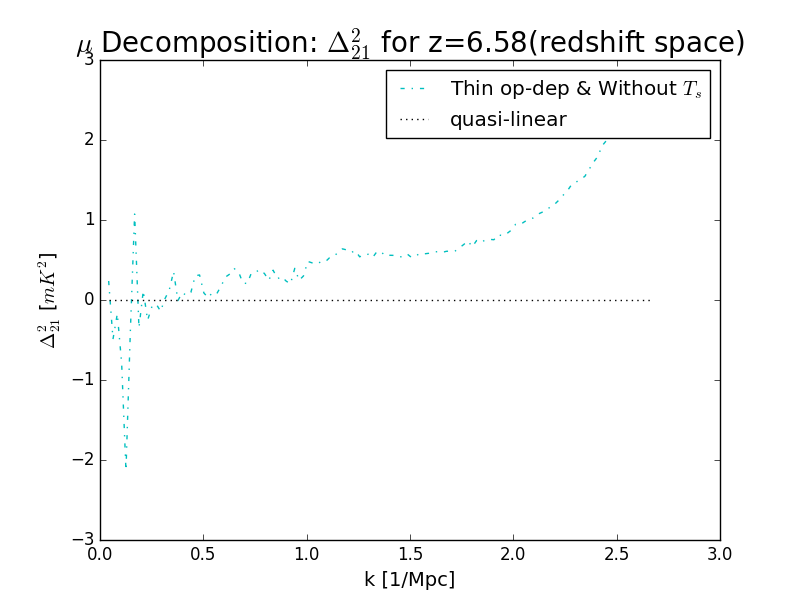 μ Decomposition: Δ²₂₁ for z=6.58(redshift space)
Thin op-dep & Without Tₛ
quasi-linear
Δ²₂₁ [mK²]
3
2
1
0
−1
−2
−3
0.0 0.5 1.0 1.5 2.0 2.5 3.0
k [1/Mpc]